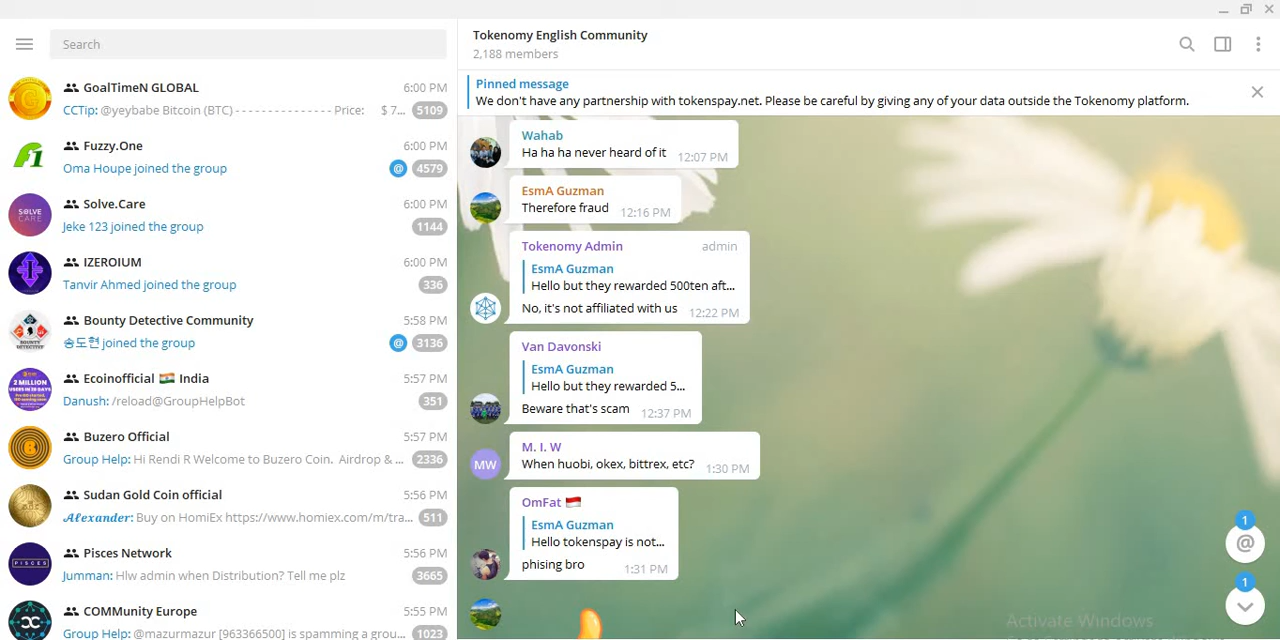 Search
GoalTimeN GLOBAL 6:00 PM
CCTip: @yeybabe Bitcoin (BTC) - - - - - - - - - - - - - - - Price: $ 7... 5109
Fuzzy.One 6:00 PM
Oma Houpe joined the group @ 4579
SOLVE CARE
Solve.Care 6:00 PM
Jeke 123 joined the group 1144
IZEROIUM 6:00 PM
Tanvir Ahmed joined the group 336
Bounty Detective Community 5:58 PM
송도현 joined the group @ 3136
2 MILLION
Ecoinofficial 🇮🇳 India 5:57 PM
Danush: /reload@GroupHelpBot 351
Buzero Official 5:57 PM
Group Help: Hi Rendi R Welcome to Buzero Coin. Airdrop & ... 2336
Sudan Gold Coin official 5:56 PM
𝓐𝓵𝓮𝔁𝓪𝓷𝓭𝓮𝓻: Buy on HomiEx https://www.homiex.com/m/tra... 511
PISCES
Pisces Network 5:56 PM
Jumman: Hlw admin when Distribution? Tell me plz 3665
COMMunity Europe 5:55 PM
Group Help: @mazurmazur [963366500] is spamming a grou... 1023
Tokenomy English Community
2,188 members
Pinned message
We don't have any partnership with tokenspay.net. Please be careful by giving any of your data outside the Tokenomy platform.
Wahab
Ha ha ha never heard of it 12:07 PM
EsmA Guzman
Therefore fraud 12:16 PM
Tokenomy Admin admin
EsmA Guzman
Hello but they rewarded 500ten aft...
No, it's not affiliated with us 12:22 PM
Van Davonski
EsmA Guzman
Hello but they rewarded 5...
Beware that's scam 12:37 PM
M. I. W
MW
When huobi, okex, bittrex, etc? 1:30 PM
OmFat 🇮🇩
EsmA Guzman
Hello tokenspay is not...
phising bro 1:31 PM
1
@
1
Activate Windows